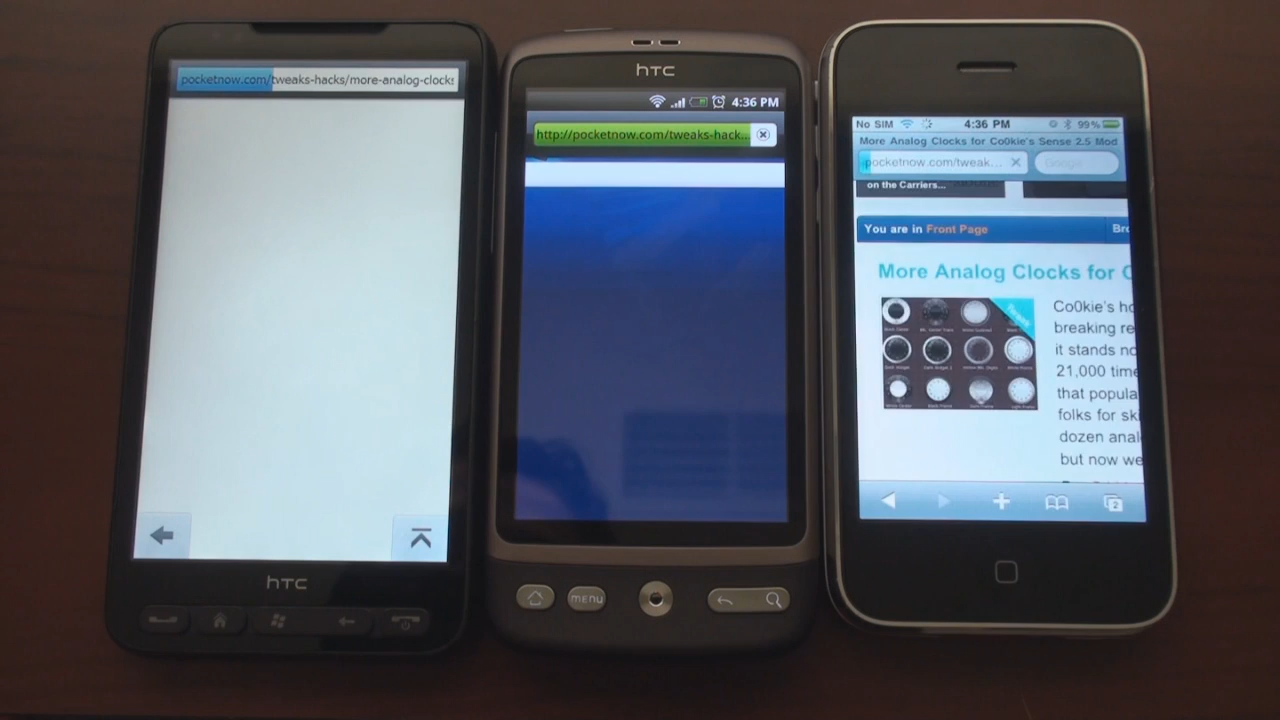 pocketnow.com/tweaks-hacks/more-analog-clocks
hTC
hTC
4:36 PM
http://pocketnow.com/tweaks-hack...
menu
No SIM
4:36 PM
99%
More Analog Clocks for Co0kie's Sense 2.5 Mod
pocketnow.com/tweak...
Google
on the Carriers...
You are in Front Page
Bro
More Analog Clocks for C
Co0kie's ho
breaking re
it stands no
21,000 time
that popula
folks for ski
dozen anal
but now we
2